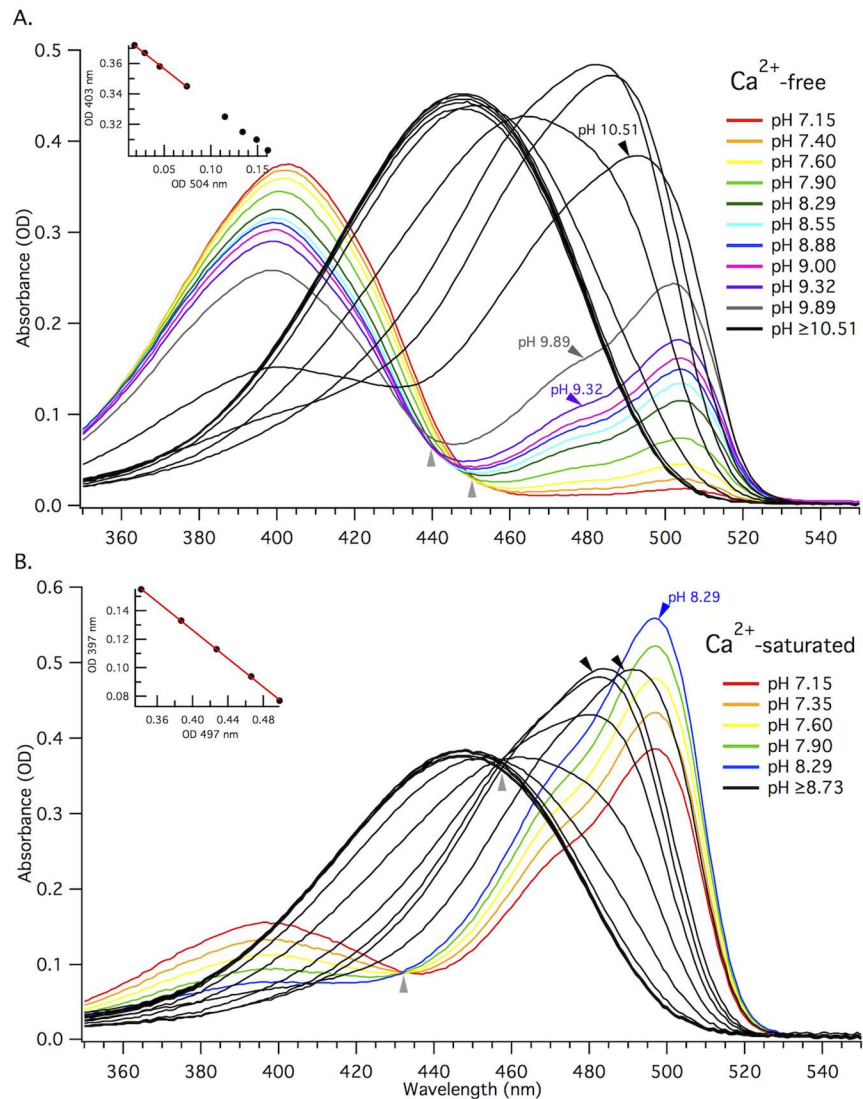 A.
0.5
0.4
0.3
0.2
0.1
0.0
Absorbance (OD)
360
380
400
420
440
460
480
500
520
540
0.36
0.34
0.32
OD 403 nm
0.05
0.10
0.15
OD 504 nm
pH 10.51
pH 9.89
pH 9.32
Ca2+-free
pH 7.15
pH 7.40
pH 7.60
pH 7.90
pH 8.29
pH 8.55
pH 8.88
pH 9.00
pH 9.32
pH 9.89
pH ≥10.51
B.
0.6
0.5
0.4
0.3
0.2
0.1
0.0
Absorbance (OD)
360
380
400
420
440
460
480
500
520
540
Wavelength (nm)
0.14
0.12
0.10
0.08
OD 397 nm
0.36
0.40
0.44
0.48
OD 497 nm
pH 8.29
Ca2+-saturated
pH 7.15
pH 7.35
pH 7.60
pH 7.90
pH 8.29
pH ≥8.73